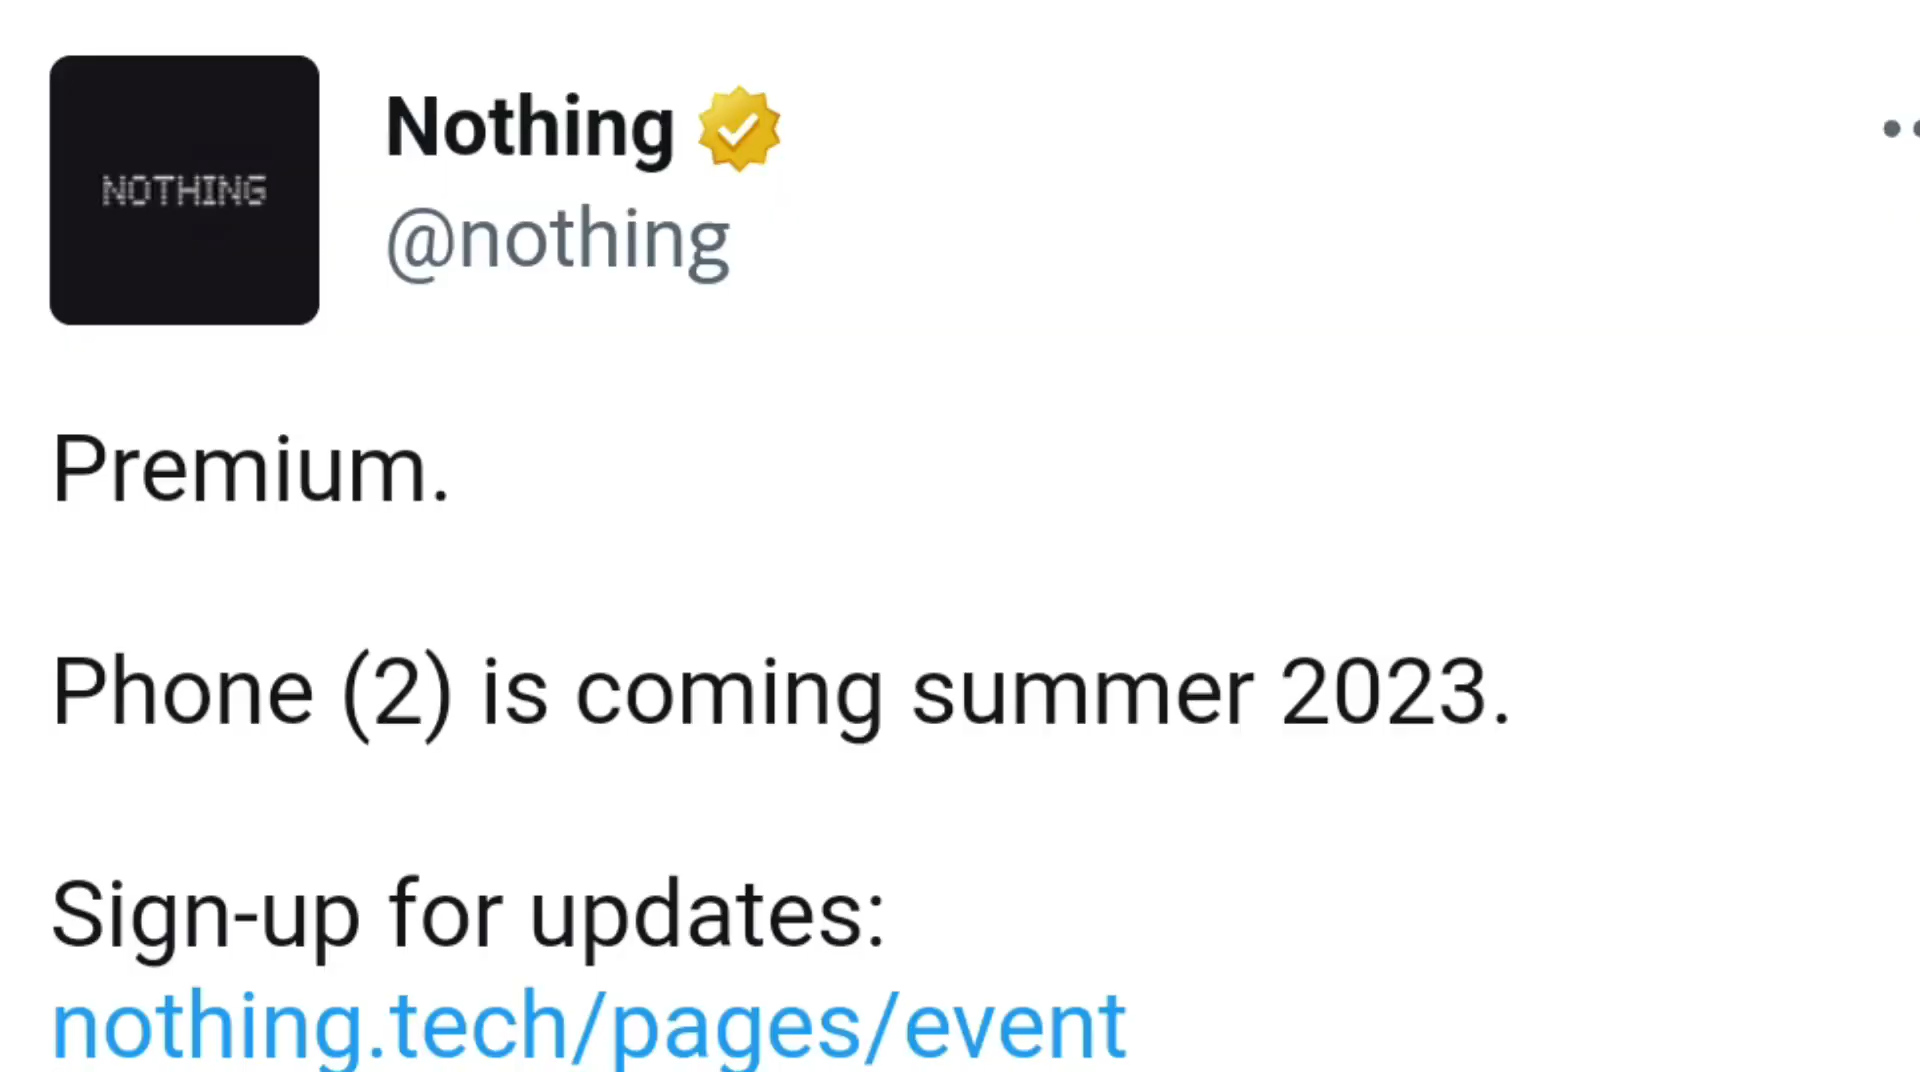 NOTHING
Nothing
@nothing
Premium.
Phone (2) is coming summer 2023.
Sign-up for updates:
nothing.tech/pages/event